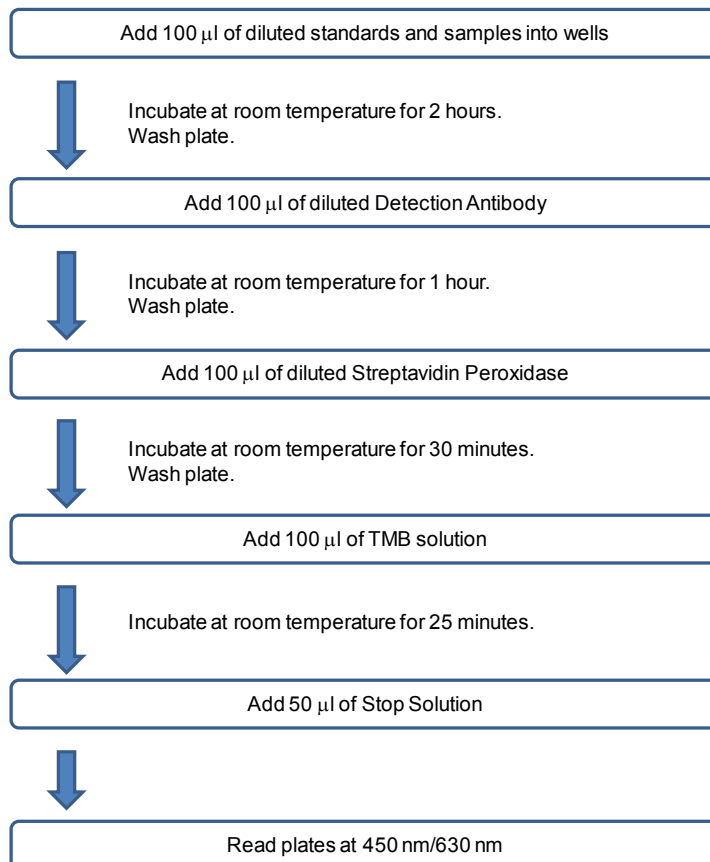 Add 100 μl of diluted standards and samples into wells
Incubate at room temperature for 2 hours.
Wash plate.
Add 100 μl of diluted Detection Antibody
Incubate at room temperature for 1 hour.
Wash plate.
Add 100 μl of diluted Streptavidin Peroxidase
Incubate at room temperature for 30 minutes.
Wash plate.
Add 100 μl of TMB solution
Incubate at room temperature for 25 minutes.
Add 50 μl of Stop Solution
Read plates at 450 nm/630 nm